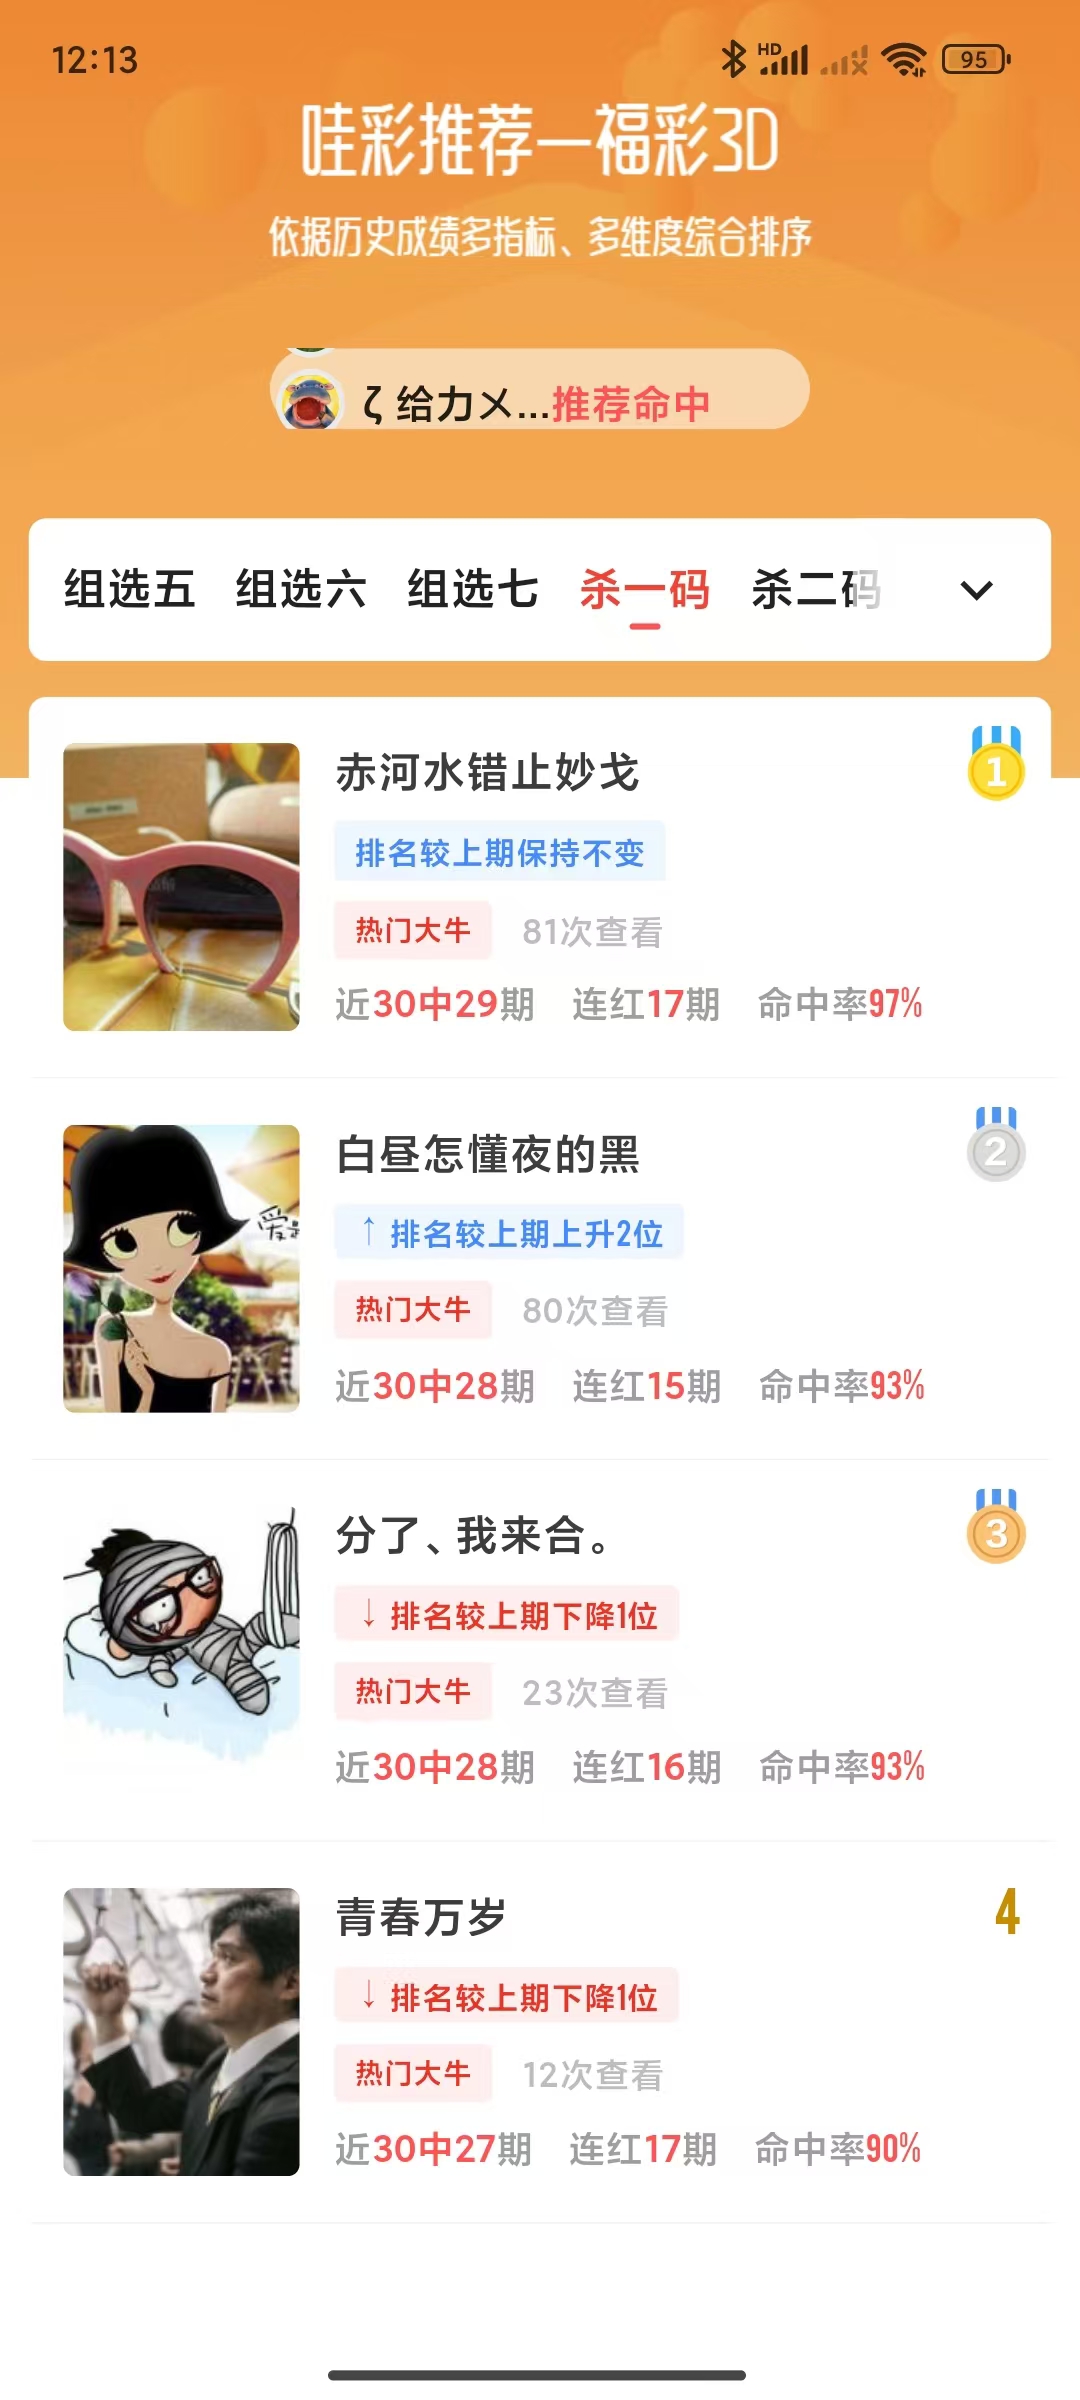 12:13
HD
95
哇彩推荐—福彩3D
依据历史成绩多指标、多维度综合排序
ζ 给力㐅...推荐命中
组选五 组选六 组选七 杀一码 杀二码
赤河水错止妙戈
1
排名较上期保持不变
热门大牛 81次查看
近30中29期 连红17期 命中率97%
白昼怎懂夜的黑
2
↑ 排名较上期上升2位
热门大牛 80次查看
近30中28期 连红15期 命中率93%
分了、我来合。
3
↓ 排名较上期下降1位
热门大牛 23次查看
近30中28期 连红16期 命中率93%
青春万岁
4
↓ 排名较上期下降1位
热门大牛 12次查看
近30中27期 连红17期 命中率90%